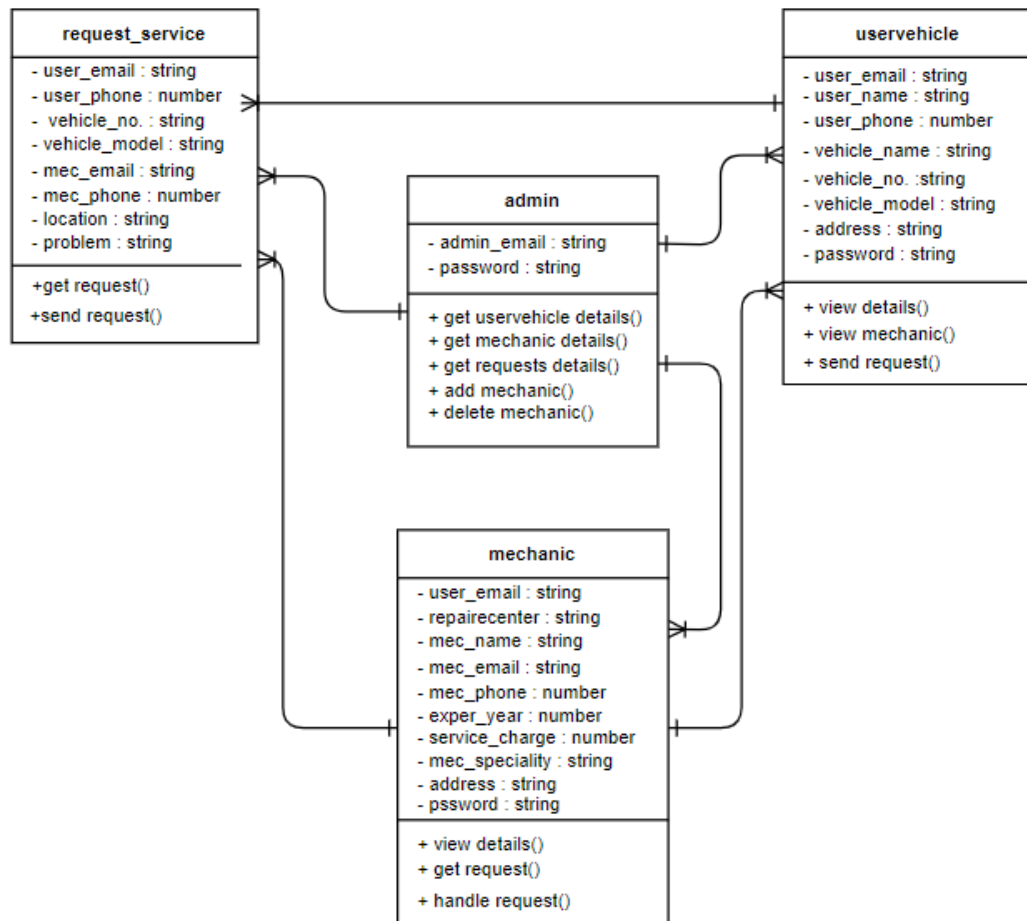 request_service
- user_email : string
- user_phone : number
- vehicle_no. : string
- vehicle_model : string
- mec_email : string
- mec_phone : number
- location : string
- problem : string
+get request()
+send request()
uservehicle
- user_email : string
- user_name : string
- user_phone : number
- vehicle_name : string
- vehicle_no. :string
- vehicle_model : string
- address : string
- password : string
+ view details()
+ view mechanic()
+ send request()
admin
- admin_email : string
- password : string
+ get uservehicle details()
+ get mechanic details()
+ get requests details()
+ add mechanic()
+ delete mechanic()
mechanic
- user_email : string
- repairecenter : string
- mec_name : string
- mec_email : string
- mec_phone : number
- exper_year : number
- service_charge : number
- mec_speciality : string
- address : string
- pssword : string
+ view details()
+ get request()
+ handle request()